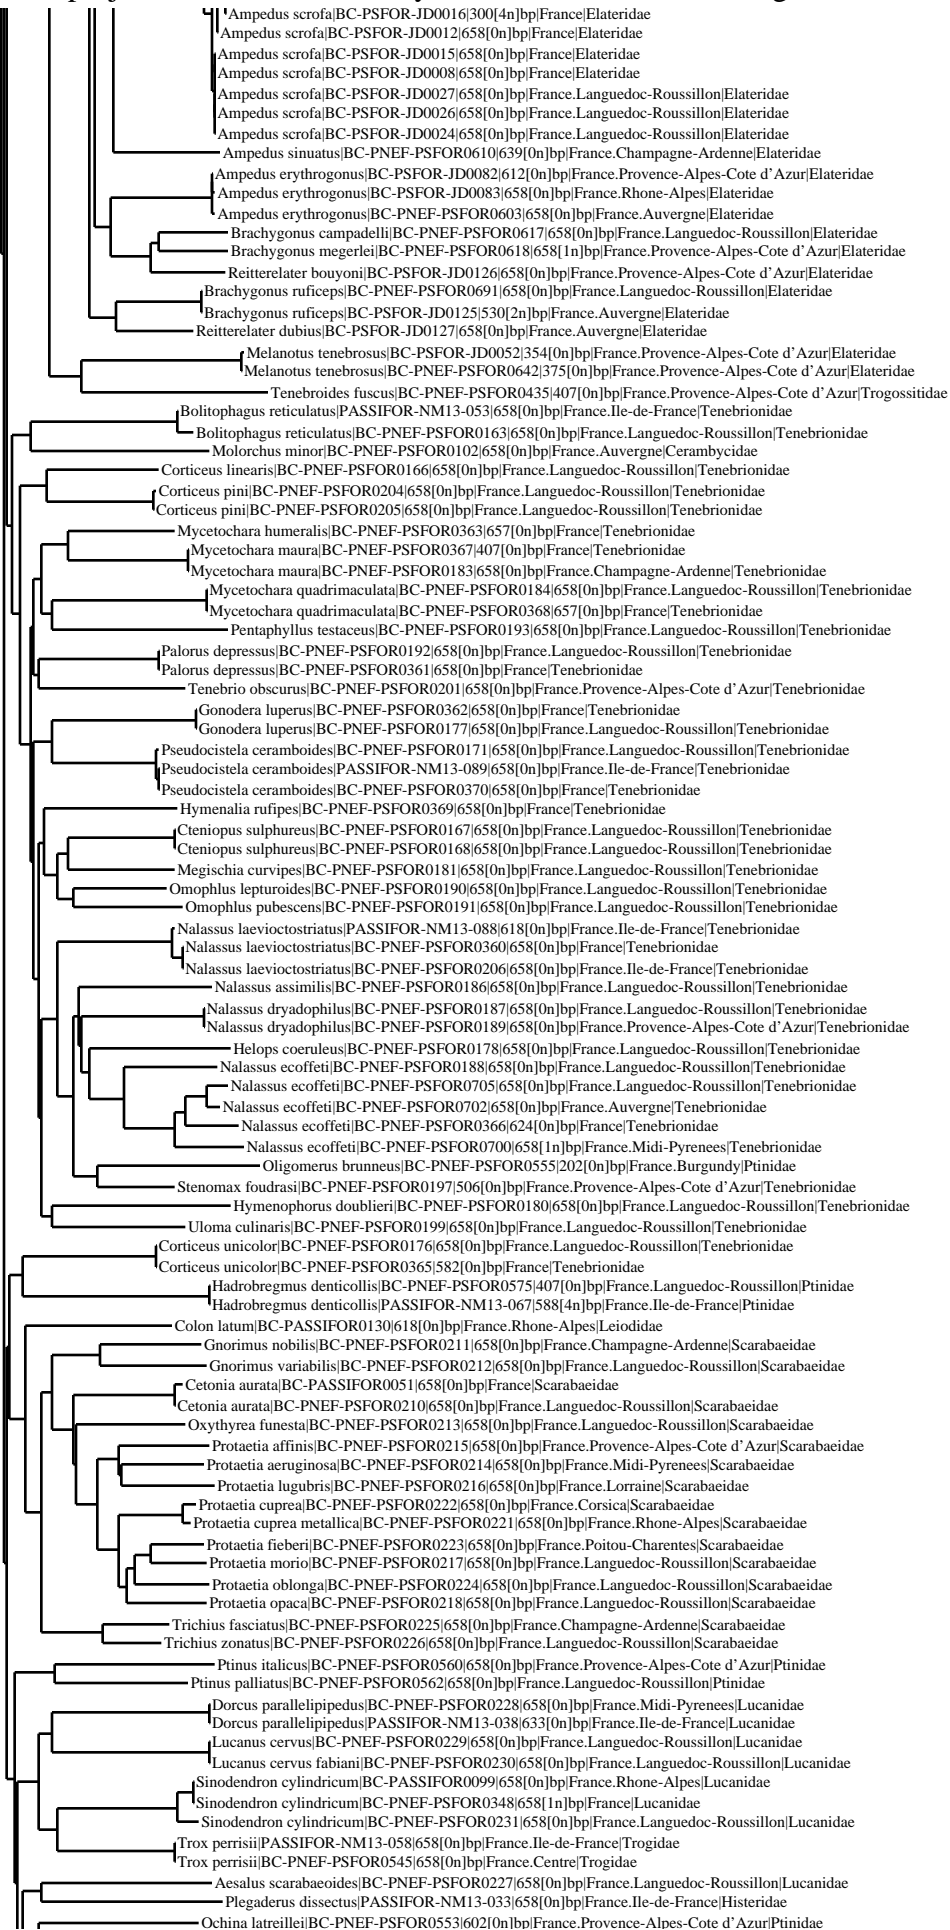 Ampedus scrofa|BC-PSFOR-JD0016|300[4n]bp|France|Elateridae
Ampedus scrofa|BC-PSFOR-JD0012|658[0n]bp|France|Elateridae
Ampedus scrofa|BC-PSFOR-JD0015|658[0n]bp|France|Elateridae
Ampedus scrofa|BC-PSFOR-JD0008|658[0n]bp|France|Elateridae
Ampedus scrofa|BC-PSFOR-JD0027|658[0n]bp|France.Languedoc-Roussillon|Elateridae
Ampedus scrofa|BC-PSFOR-JD0026|658[0n]bp|France.Languedoc-Roussillon|Elateridae
Ampedus scrofa|BC-PSFOR-JD0024|658[0n]bp|France.Languedoc-Roussillon|Elateridae
Ampedus sinuatus|BC-PNEF-PSFOR0610|639[0n]bp|France.Champagne-Ardenne|Elateridae
Ampedus erythrogonus|BC-PSFOR-JD0082|612[0n]bp|France.Provence-Alpes-Cote d'Azur|Elateridae
Ampedus erythrogonus|BC-PSFOR-JD0083|658[0n]bp|France.Rhone-Alpes|Elateridae
Ampedus erythrogonus|BC-PNEF-PSFOR0603|658[0n]bp|France.Auvergne|Elateridae
Brachygonus campadelli|BC-PNEF-PSFOR0617|658[0n]bp|France.Languedoc-Roussillon|Elateridae
Brachygonus megerlei|BC-PNEF-PSFOR0618|658[1n]bp|France.Provence-Alpes-Cote d'Azur|Elateridae
Reitterelater bouyoni|BC-PSFOR-JD0126|658[0n]bp|France.Provence-Alpes-Cote d'Azur|Elateridae
Brachygonus ruficeps|BC-PNEF-PSFOR0691|658[0n]bp|France.Languedoc-Roussillon|Elateridae
Brachygonus ruficeps|BC-PSFOR-JD0125|530[2n]bp|France.Auvergne|Elateridae
Reitterelater dubius|BC-PSFOR-JD0127|658[0n]bp|France.Auvergne|Elateridae
Melanotus tenebrosus|BC-PSFOR-JD0052|354[0n]bp|France.Provence-Alpes-Cote d'Azur|Elateridae
Melanotus tenebrosus|BC-PNEF-PSFOR0642|375[0n]bp|France.Provence-Alpes-Cote d'Azur|Elateridae
Tenebroides fuscus|BC-PNEF-PSFOR0435|407[0n]bp|France.Provence-Alpes-Cote d'Azur|Trogossitidae
Bolitophagus reticulatus|PASSIFOR-NM13-053|658[0n]bp|France.Ile-de-France|Tenebrionidae
Bolitophagus reticulatus|BC-PNEF-PSFOR0163|658[0n]bp|France.Languedoc-Roussillon|Tenebrionidae
Molorchus minor|BC-PNEF-PSFOR0102|658[0n]bp|France.Auvergne|Cerambycidae
Corticeus linearis|BC-PNEF-PSFOR0166|658[0n]bp|France.Languedoc-Roussillon|Tenebrionidae
Corticeus pini|BC-PNEF-PSFOR0204|658[0n]bp|France.Languedoc-Roussillon|Tenebrionidae
Corticeus pini|BC-PNEF-PSFOR0205|658[0n]bp|France.Languedoc-Roussillon|Tenebrionidae
Mycetochara humeralis|BC-PNEF-PSFOR0363|657[0n]bp|France|Tenebrionidae
Mycetochara maura|BC-PNEF-PSFOR0367|407[0n]bp|France|Tenebrionidae
Mycetochara maura|BC-PNEF-PSFOR0183|658[0n]bp|France.Champagne-Ardenne|Tenebrionidae
Mycetochara quadrimaculata|BC-PNEF-PSFOR0184|658[0n]bp|France.Languedoc-Roussillon|Tenebrionidae
Mycetochara quadrimaculata|BC-PNEF-PSFOR0368|657[0n]bp|France|Tenebrionidae
Pentaphyllus testaceus|BC-PNEF-PSFOR0193|658[0n]bp|France.Languedoc-Roussillon|Tenebrionidae
Palorus depressus|BC-PNEF-PSFOR0192|658[0n]bp|France.Languedoc-Roussillon|Tenebrionidae
Palorus depressus|BC-PNEF-PSFOR0361|658[0n]bp|France|Tenebrionidae
Tenebrio obscurus|BC-PNEF-PSFOR0201|658[0n]bp|France.Provence-Alpes-Cote d'Azur|Tenebrionidae
Gonodera luperus|BC-PNEF-PSFOR0362|658[0n]bp|France|Tenebrionidae
Gonodera luperus|BC-PNEF-PSFOR0177|658[0n]bp|France.Languedoc-Roussillon|Tenebrionidae
Pseudocistela ceramboides|BC-PNEF-PSFOR0171|658[0n]bp|France.Languedoc-Roussillon|Tenebrionidae
Pseudocistela ceramboides|PASSIFOR-NM13-089|658[0n]bp|France.Ile-de-France|Tenebrionidae
Pseudocistela ceramboides|BC-PNEF-PSFOR0370|658[0n]bp|France|Tenebrionidae
Hymenalia rufipes|BC-PNEF-PSFOR0369|658[0n]bp|France|Tenebrionidae
Cteniopus sulphureus|BC-PNEF-PSFOR0167|658[0n]bp|France.Languedoc-Roussillon|Tenebrionidae
Cteniopus sulphureus|BC-PNEF-PSFOR0168|658[0n]bp|France.Languedoc-Roussillon|Tenebrionidae
Megischia curvipes|BC-PNEF-PSFOR0181|658[0n]bp|France.Languedoc-Roussillon|Tenebrionidae
Omophlus lepturoides|BC-PNEF-PSFOR0190|658[0n]bp|France.Languedoc-Roussillon|Tenebrionidae
Omophlus pubescens|BC-PNEF-PSFOR0191|658[0n]bp|France.Languedoc-Roussillon|Tenebrionidae
Nalassus laevioctostriatus|PASSIFOR-NM13-088|618[0n]bp|France.Ile-de-France|Tenebrionidae
Nalassus laevioctostriatus|BC-PNEF-PSFOR0360|658[0n]bp|France|Tenebrionidae
Nalassus laevioctostriatus|BC-PNEF-PSFOR0206|658[0n]bp|France.Ile-de-France|Tenebrionidae
Nalassus assimilis|BC-PNEF-PSFOR0186|658[0n]bp|France.Languedoc-Roussillon|Tenebrionidae
Nalassus dryadophilus|BC-PNEF-PSFOR0187|658[0n]bp|France.Languedoc-Roussillon|Tenebrionidae
Nalassus dryadophilus|BC-PNEF-PSFOR0189|658[0n]bp|France.Provence-Alpes-Cote d'Azur|Tenebrionidae
Helops coeruleus|BC-PNEF-PSFOR0178|658[0n]bp|France.Languedoc-Roussillon|Tenebrionidae
Nalassus ecoffeti|BC-PNEF-PSFOR0188|658[0n]bp|France.Languedoc-Roussillon|Tenebrionidae
Nalassus ecoffeti|BC-PNEF-PSFOR0705|658[0n]bp|France.Languedoc-Roussillon|Tenebrionidae
Nalassus ecoffeti|BC-PNEF-PSFOR0702|658[0n]bp|France.Auvergne|Tenebrionidae
Nalassus ecoffeti|BC-PNEF-PSFOR0366|624[0n]bp|France|Tenebrionidae
Nalassus ecoffeti|BC-PNEF-PSFOR0700|658[1n]bp|France.Midi-Pyrenees|Tenebrionidae
Oligomerus brunneus|BC-PNEF-PSFOR0555|202[0n]bp|France.Burgundy|Ptinidae
Stenomax foudrasi|BC-PNEF-PSFOR0197|506[0n]bp|France.Provence-Alpes-Cote d'Azur|Tenebrionidae
Hymenophorus doublieri|BC-PNEF-PSFOR0180|658[0n]bp|France.Languedoc-Roussillon|Tenebrionidae
Uloma culinaris|BC-PNEF-PSFOR0199|658[0n]bp|France.Languedoc-Roussillon|Tenebrionidae
Corticeus unicolor|BC-PNEF-PSFOR0176|658[0n]bp|France.Languedoc-Roussillon|Tenebrionidae
Corticeus unicolor|BC-PNEF-PSFOR0365|582[0n]bp|France|Tenebrionidae
Hadrobregmus denticollis|BC-PNEF-PSFOR0575|407[0n]bp|France.Languedoc-Roussillon|Ptinidae
Hadrobregmus denticollis|PASSIFOR-NM13-067|588[4n]bp|France.Ile-de-France|Ptinidae
Colon latum|BC-PASSIFOR0130|618[0n]bp|France.Rhone-Alpes|Leiodidae
Gnorimus nobilis|BC-PNEF-PSFOR0211|658[0n]bp|France.Champagne-Ardenne|Scarabaeidae
Gnorimus variabilis|BC-PNEF-PSFOR0212|658[0n]bp|France.Languedoc-Roussillon|Scarabaeidae
Cetonia aurata|BC-PASSIFOR0051|658[0n]bp|France|Scarabaeidae
Cetonia aurata|BC-PNEF-PSFOR0210|658[0n]bp|France.Languedoc-Roussillon|Scarabaeidae
Oxythyrea funesta|BC-PNEF-PSFOR0213|658[0n]bp|France.Languedoc-Roussillon|Scarabaeidae
Protaetia affinis|BC-PNEF-PSFOR0215|658[0n]bp|France.Provence-Alpes-Cote d'Azur|Scarabaeidae
Protaetia aeruginosa|BC-PNEF-PSFOR0214|658[0n]bp|France.Midi-Pyrenees|Scarabaeidae
Protaetia lugubris|BC-PNEF-PSFOR0216|658[0n]bp|France.Lorraine|Scarabaeidae
Protaetia cuprea|BC-PNEF-PSFOR0222|658[0n]bp|France.Corsica|Scarabaeidae
Protaetia cuprea metallica|BC-PNEF-PSFOR0221|658[0n]bp|France.Rhone-Alpes|Scarabaeidae
Protaetia fieberi|BC-PNEF-PSFOR0223|658[0n]bp|France.Poitou-Charentes|Scarabaeidae
Protaetia morio|BC-PNEF-PSFOR0217|658[0n]bp|France.Languedoc-Roussillon|Scarabaeidae
Protaetia oblonga|BC-PNEF-PSFOR0224|658[0n]bp|France.Languedoc-Roussillon|Scarabaeidae
Protaetia opaca|BC-PNEF-PSFOR0218|658[0n]bp|France.Languedoc-Roussillon|Scarabaeidae
Trichius fasciatus|BC-PNEF-PSFOR0225|658[0n]bp|France.Champagne-Ardenne|Scarabaeidae
Trichius zonatus|BC-PNEF-PSFOR0226|658[0n]bp|France.Languedoc-Roussillon|Scarabaeidae
Ptinus italicus|BC-PNEF-PSFOR0560|658[0n]bp|France.Provence-Alpes-Cote d'Azur|Ptinidae
Ptinus palliatus|BC-PNEF-PSFOR0562|658[0n]bp|France.Languedoc-Roussillon|Ptinidae
Dorcus parallelipipedus|BC-PNEF-PSFOR0228|658[0n]bp|France.Midi-Pyrenees|Lucanidae
Dorcus parallelipipedus|PASSIFOR-NM13-038|633[0n]bp|France.Ile-de-France|Lucanidae
Lucanus cervus|BC-PNEF-PSFOR0229|658[0n]bp|France.Languedoc-Roussillon|Lucanidae
Lucanus cervus fabiani|BC-PNEF-PSFOR0230|658[0n]bp|France.Languedoc-Roussillon|Lucanidae
Sinodendron cylindricum|BC-PASSIFOR0099|658[0n]bp|France.Rhone-Alpes|Lucanidae
Sinodendron cylindricum|BC-PNEF-PSFOR0348|658[1n]bp|France|Lucanidae
Sinodendron cylindricum|BC-PNEF-PSFOR0231|658[0n]bp|France.Languedoc-Roussillon|Lucanidae
Trox perrisii|PASSIFOR-NM13-058|658[0n]bp|France.Ile-de-France|Trogidae
Trox perrisii|BC-PNEF-PSFOR0545|658[0n]bp|France.Centre|Trogidae
Aesalus scarabaeoides|BC-PNEF-PSFOR0227|658[0n]bp|France.Languedoc-Roussillon|Lucanidae
Plegaderus dissectus|PASSIFOR-NM13-033|658[0n]bp|France.Ile-de-France|Histeridae
Ochina latreillei|BC-PNEF-PSFOR0553|602[0n]bp|France.Provence-Alpes-Cote d'Azur|Ptinidae